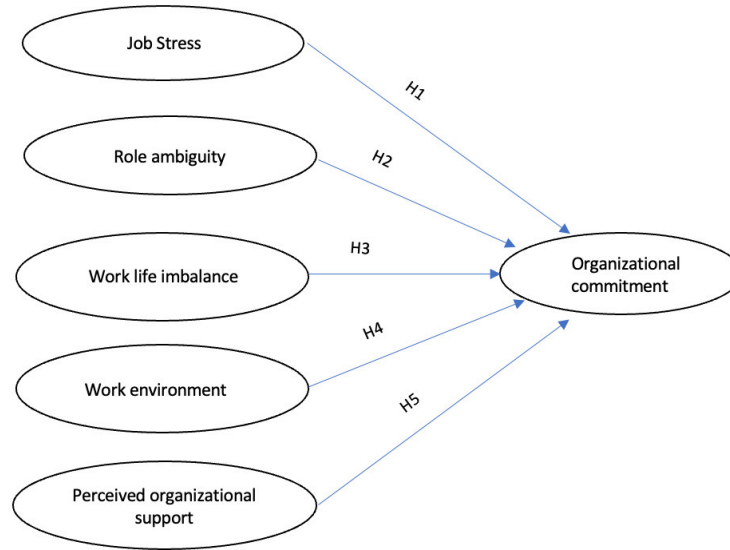 Job Stress
H1
Role ambiguity
H2
Work life imbalance
H3
Organizational
commitment
Work environment
H4
Perceived organizational
support
H5